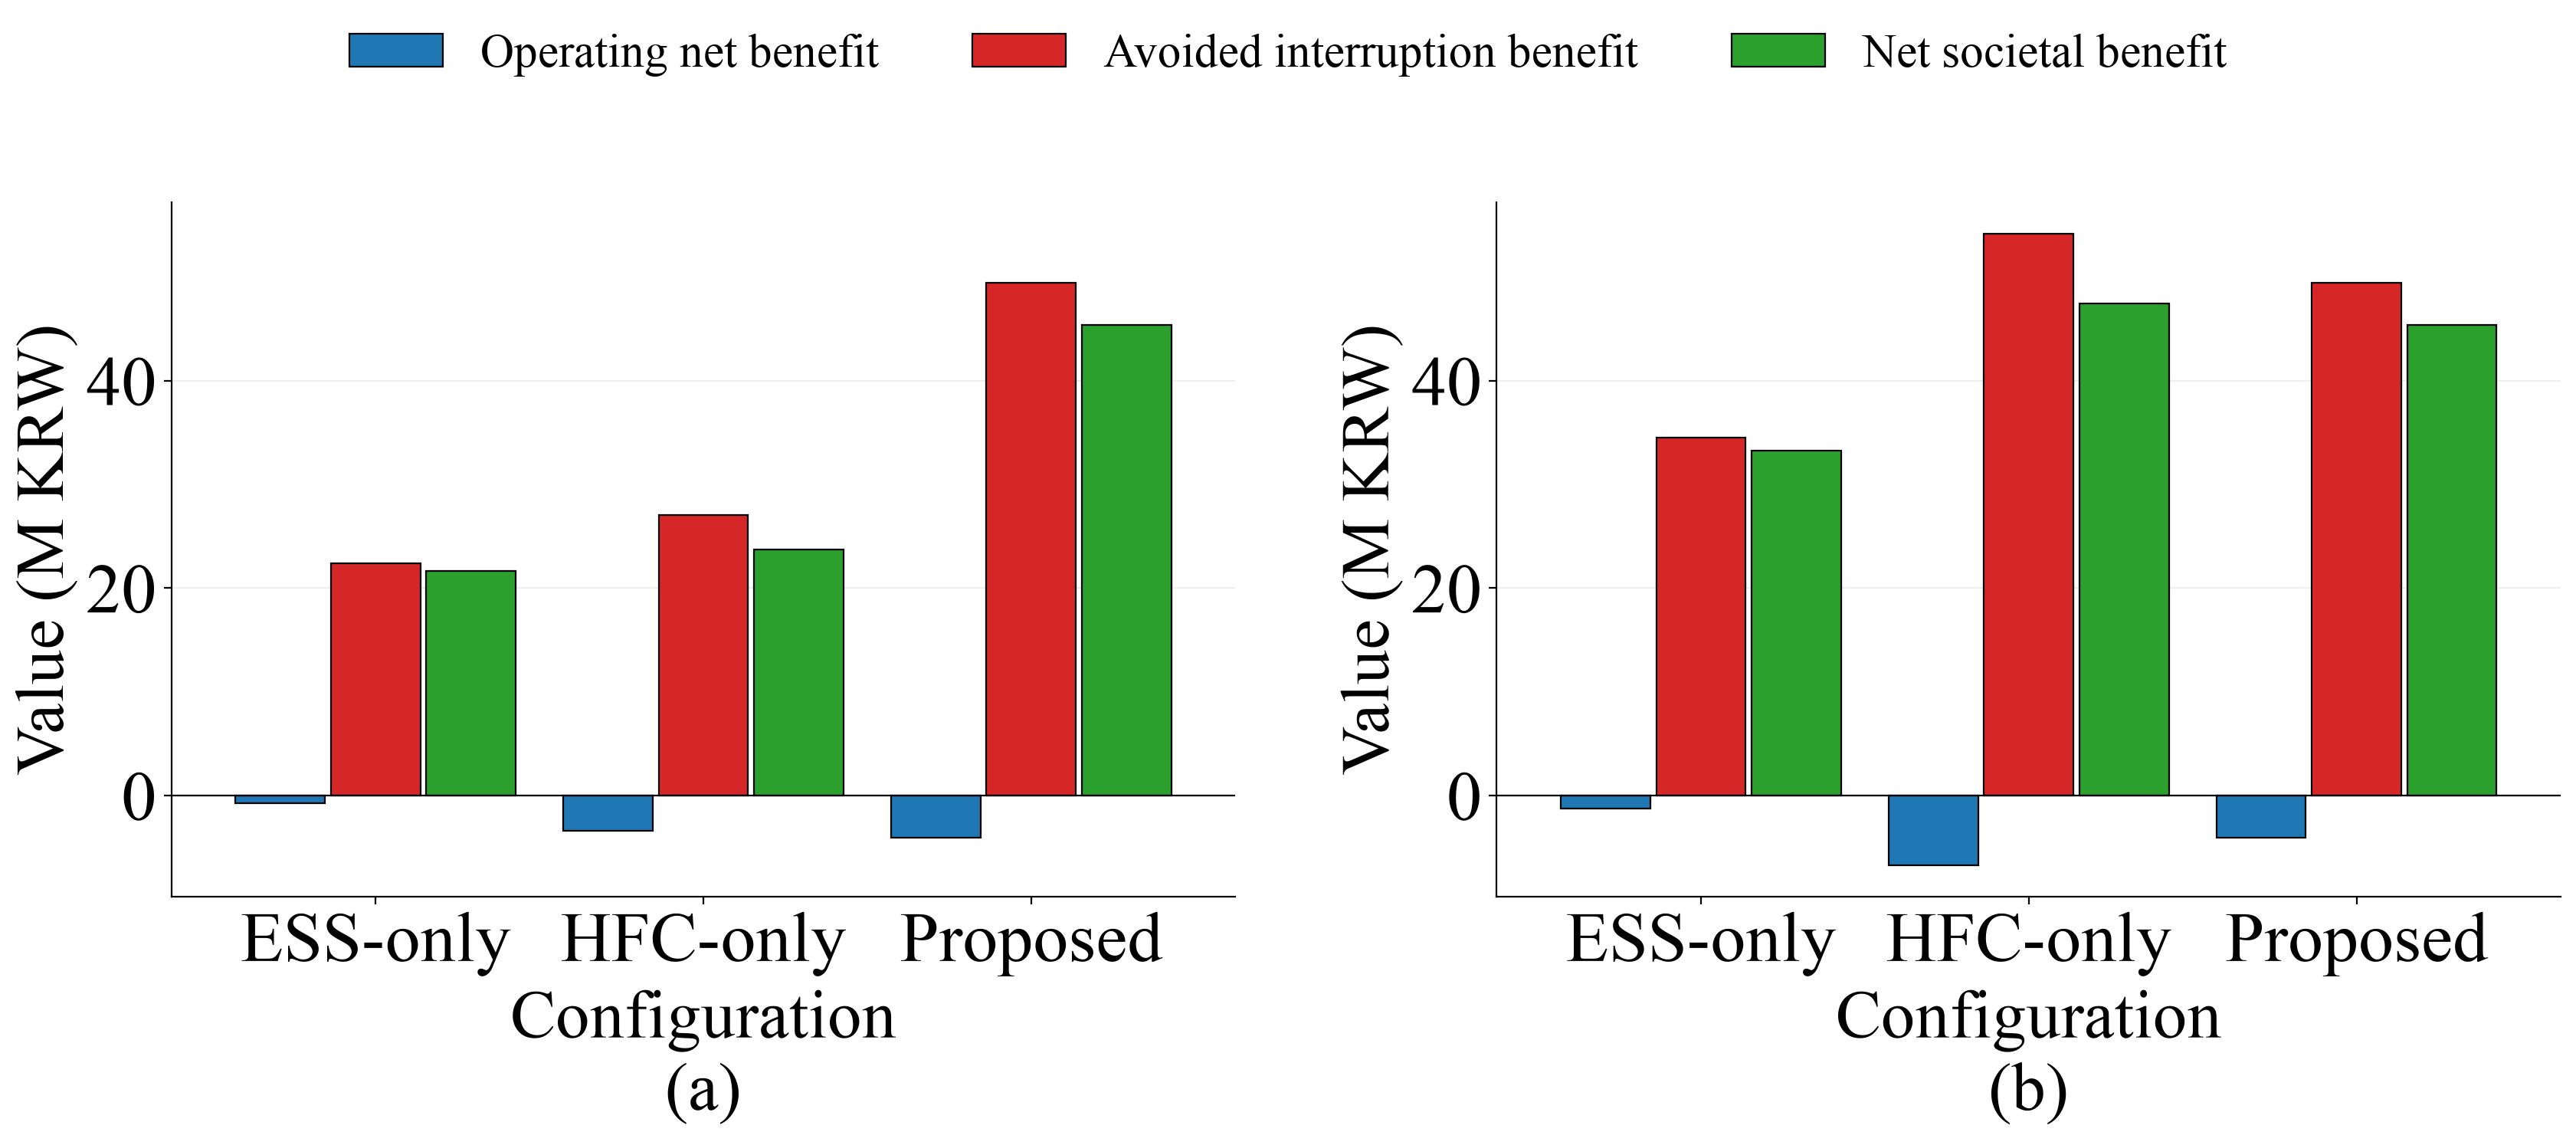 Operating net benefit
Avoided interruption benefit
Net societal benefit
Value (M KRW)
40
20
0
ESS-only
HFC-only
Proposed
Configuration
(a)
Value (M KRW)
40
20
0
ESS-only
HFC-only
Proposed
Configuration
(b)